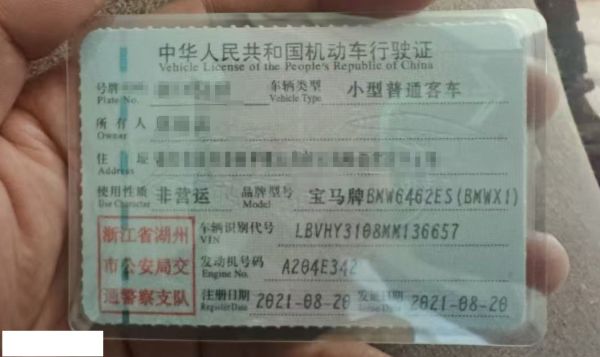 中华人民共和国机动车行驶证
Vehicle License of the People's Republic of China
号牌 车辆类型 小型普通客车
Plate No. Vehicle Type
所有人
Owner
住 址
Address
使用性质 非营运 品牌型号 宝马牌BMW6462ES(BMWX1)
Use Character Model
浙江省湖州 车辆识别代号 LBVHY3108MM136657
VIN
市公安局交 发动机号码 A204E342
Engine No.
通警察支队 注册日期 2021-08-20 发证日期 2021-08-20
Register Date Issue Date